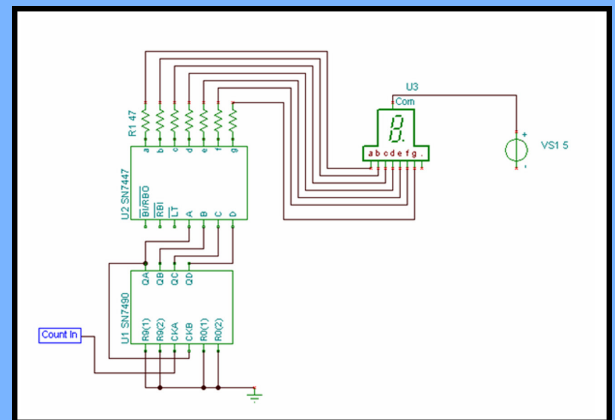 U3
Com
VS1 5
+
-
R1 47
a b c d e f g
a b c d e f g .
U2 SN7447
BI/RBO RBI LT A B C D
QA QB QC QD
U1 SN7490
R9(1) R9(2) CKA CKB R0(1) R0(2)
Count In